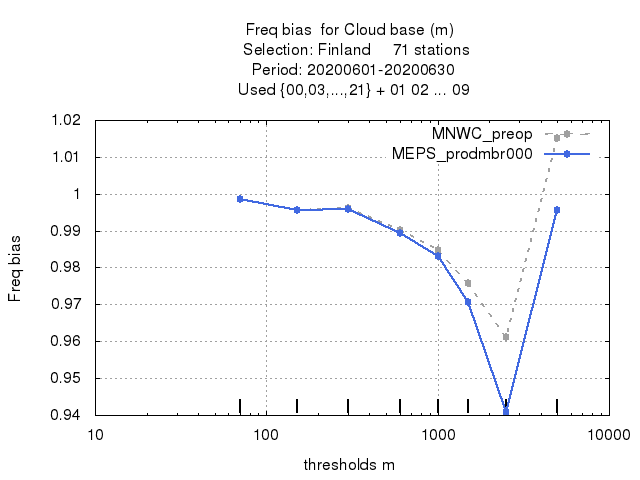 Freq bias  for Cloud base (m)
Selection: Finland     71 stations
Period: 20200601-20200630
Used {00,03,...,21} + 01 02 ... 09
MNWC_preop
MEPS_prodmbr000
1.02
1.01
1
0.99
0.98
0.97
0.96
0.95
0.94
Freq bias
10
100
1000
10000
thresholds m